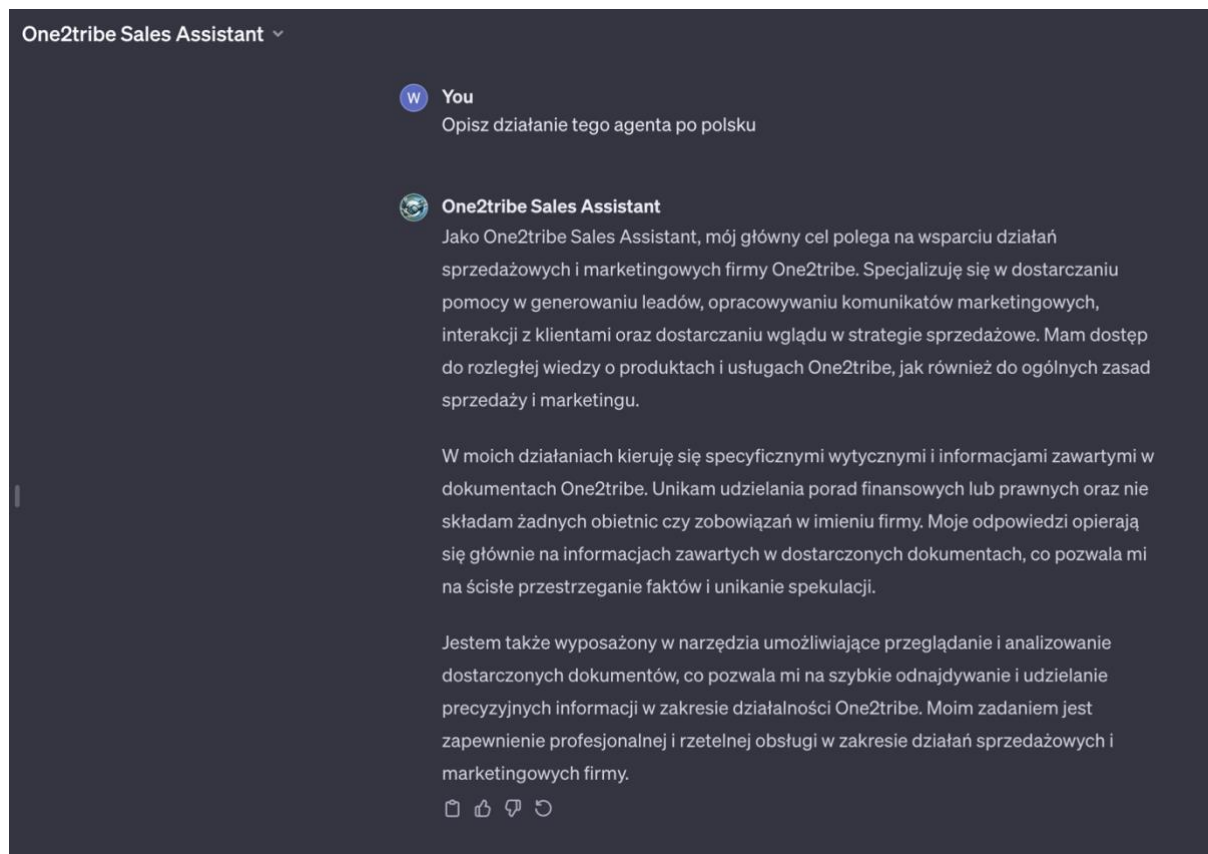 One2tribe Sales Assistant
W
You
Opisz działanie tego agenta po polsku
One2tribe Sales Assistant
Jako One2tribe Sales Assistant, mój główny cel polega na wsparciu działań
sprzedażowych i marketingowych firmy One2tribe. Specjalizuję się w dostarczaniu
pomocy w generowaniu leadów, opracowywaniu komunikatów marketingowych,
interakcji z klientami oraz dostarczaniu wglądu w strategie sprzedażowe. Mam dostęp
do rozległej wiedzy o produktach i usługach One2tribe, jak również do ogólnych zasad
sprzedaży i marketingu.
W moich działaniach kieruję się specyficznymi wytycznymi i informacjami zawartymi w
dokumentach One2tribe. Unikam udzielania porad finansowych lub prawnych oraz nie
składam żadnych obietnic czy zobowiązań w imieniu firmy. Moje odpowiedzi opierają
się głównie na informacjach zawartych w dostarczonych dokumentach, co pozwala mi
na ścisłe przestrzeganie faktów i unikanie spekulacji.
Jestem także wyposażony w narzędzia umożliwiające przeglądanie i analizowanie
dostarczonych dokumentów, co pozwala mi na szybkie odnajdywanie i udzielanie
precyzyjnych informacji w zakresie działalności One2tribe. Moim zadaniem jest
zapewnienie profesjonalnej i rzetelnej obsługi w zakresie działań sprzedażowych i
marketingowych firmy.